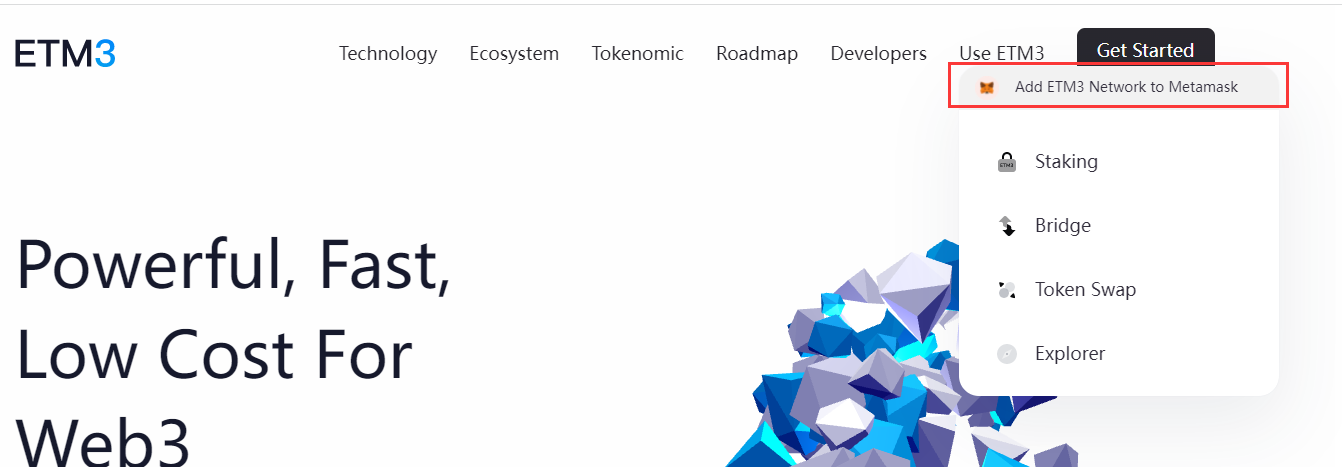 ETM3
Technology Ecosystem Tokenomic Roadmap Developers Use ETM3 Get Started
Add ETM3 Network to Metamask
Staking
Bridge
Token Swap
Explorer
Powerful, Fast,
Low Cost For
Web3